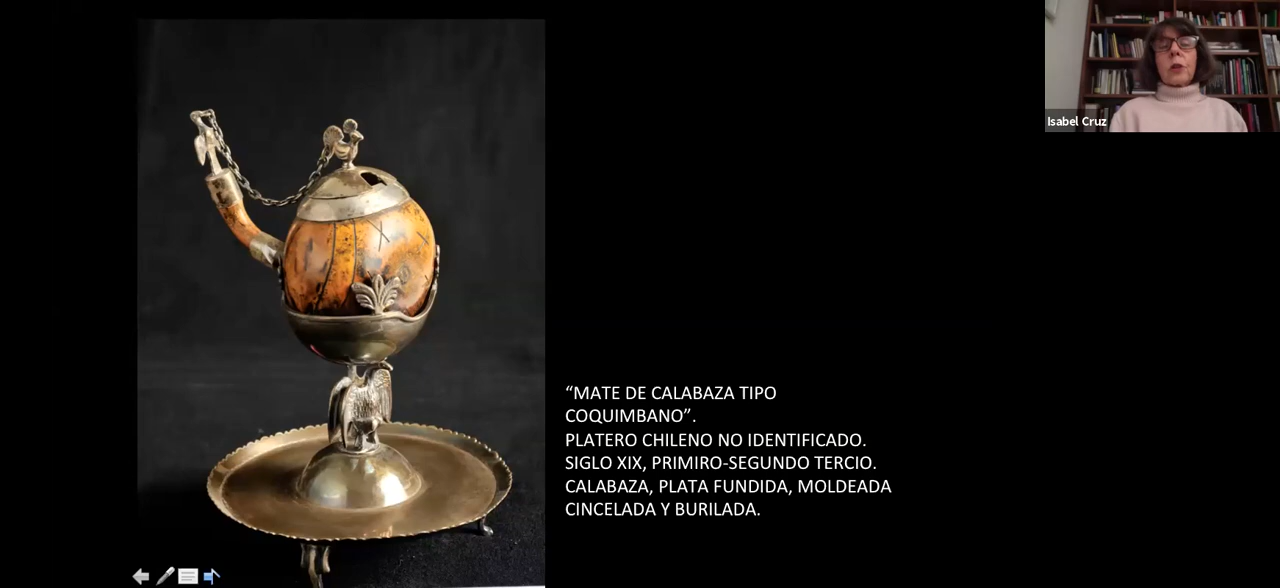 Isabel Cruz
“MATE DE CALABAZA TIPO
COQUIMBANO”.
PLATERO CHILENO NO IDENTIFICADO.
SIGLO XIX, PRIMIRO-SEGUNDO TERCIO.
CALABAZA, PLATA FUNDIDA, MOLDEADA
CINCELADA Y BURILADA.